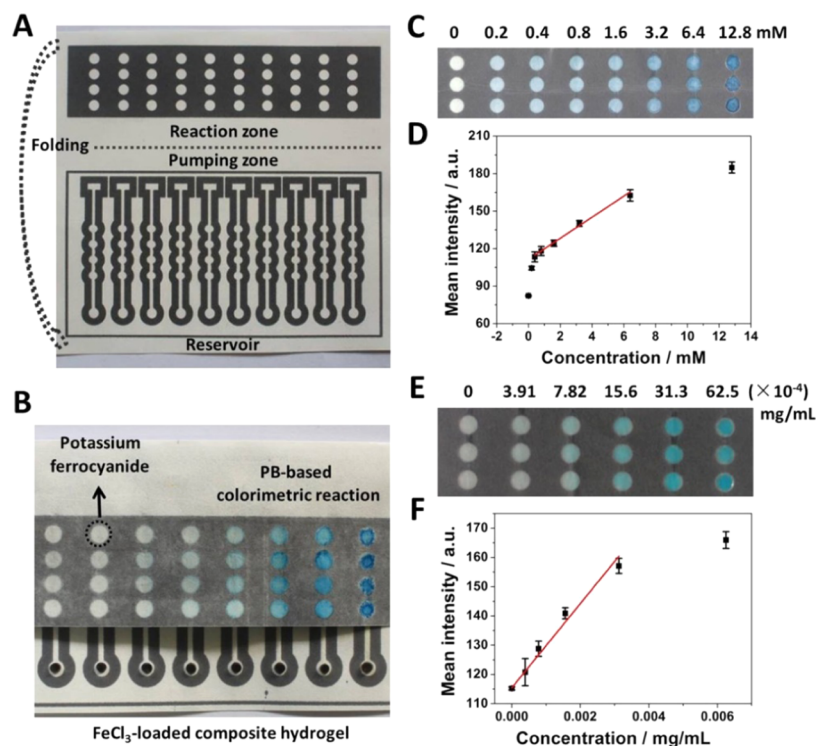 A
Folding
Reaction zone
Pumping zone
Reservoir
B
Potassium
ferrocyanide
PB-based
colorimetric reaction
FeCl₃-loaded composite hydrogel
C
0 0.2 0.4 0.8 1.6 3.2 6.4 12.8 mM
D
Mean intensity / a.u.
210
180
150
120
90
60
-2 0 2 4 6 8 10 12 14
Concentration / mM
E
0 3.91 7.82 15.6 31.3 62.5 (×10⁻⁴)
mg/mL
F
Mean intensity / a.u.
170
160
150
140
130
120
110
0.000 0.002 0.004 0.006
Concentration / mg/mL